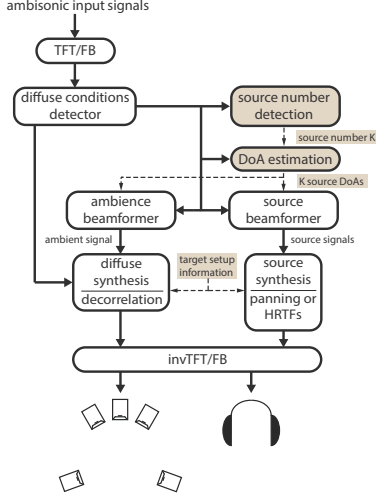 ambisonic input signals
TFT/FB
diffuse conditions
detector
source number
detection
source number K
DoA estimation
K source DoAs
ambience
beamformer
source
beamformer
ambient signal
source signals
diffuse
synthesis
decorrelation
target setup
information
source
synthesis
panning or
HRTFs
invTFT/FB